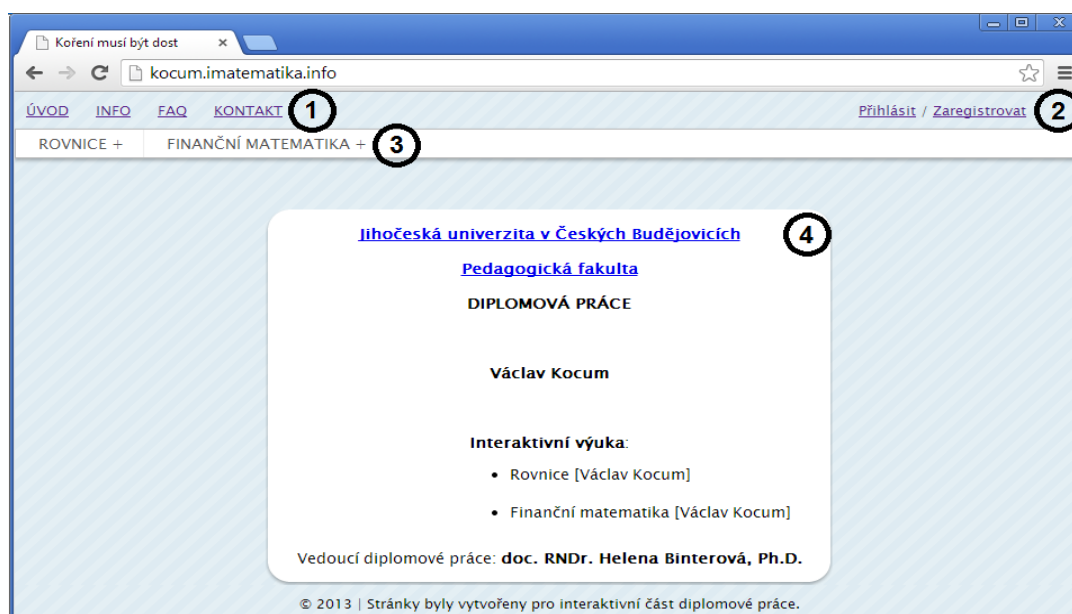 Koření musí být dost
kocum.imatematika.info
ÚVOD INFO FAQ KONTAKT 1 Přihlásit / Zaregistrovat 2
ROVNICE + FINANČNÍ MATEMATIKA + 3
Jihočeská univerzita v Českých Budějovicích 4
Pedagogická fakulta
DIPLOMOVÁ PRÁCE
Václav Kocum
Interaktivní výuka:
• Rovnice [Václav Kocum]
• Finanční matematika [Václav Kocum]
Vedoucí diplomové práce: doc. RNDr. Helena Binterová, Ph.D.
© 2013 | Stránky byly vytvořeny pro interaktivní část diplomové práce.